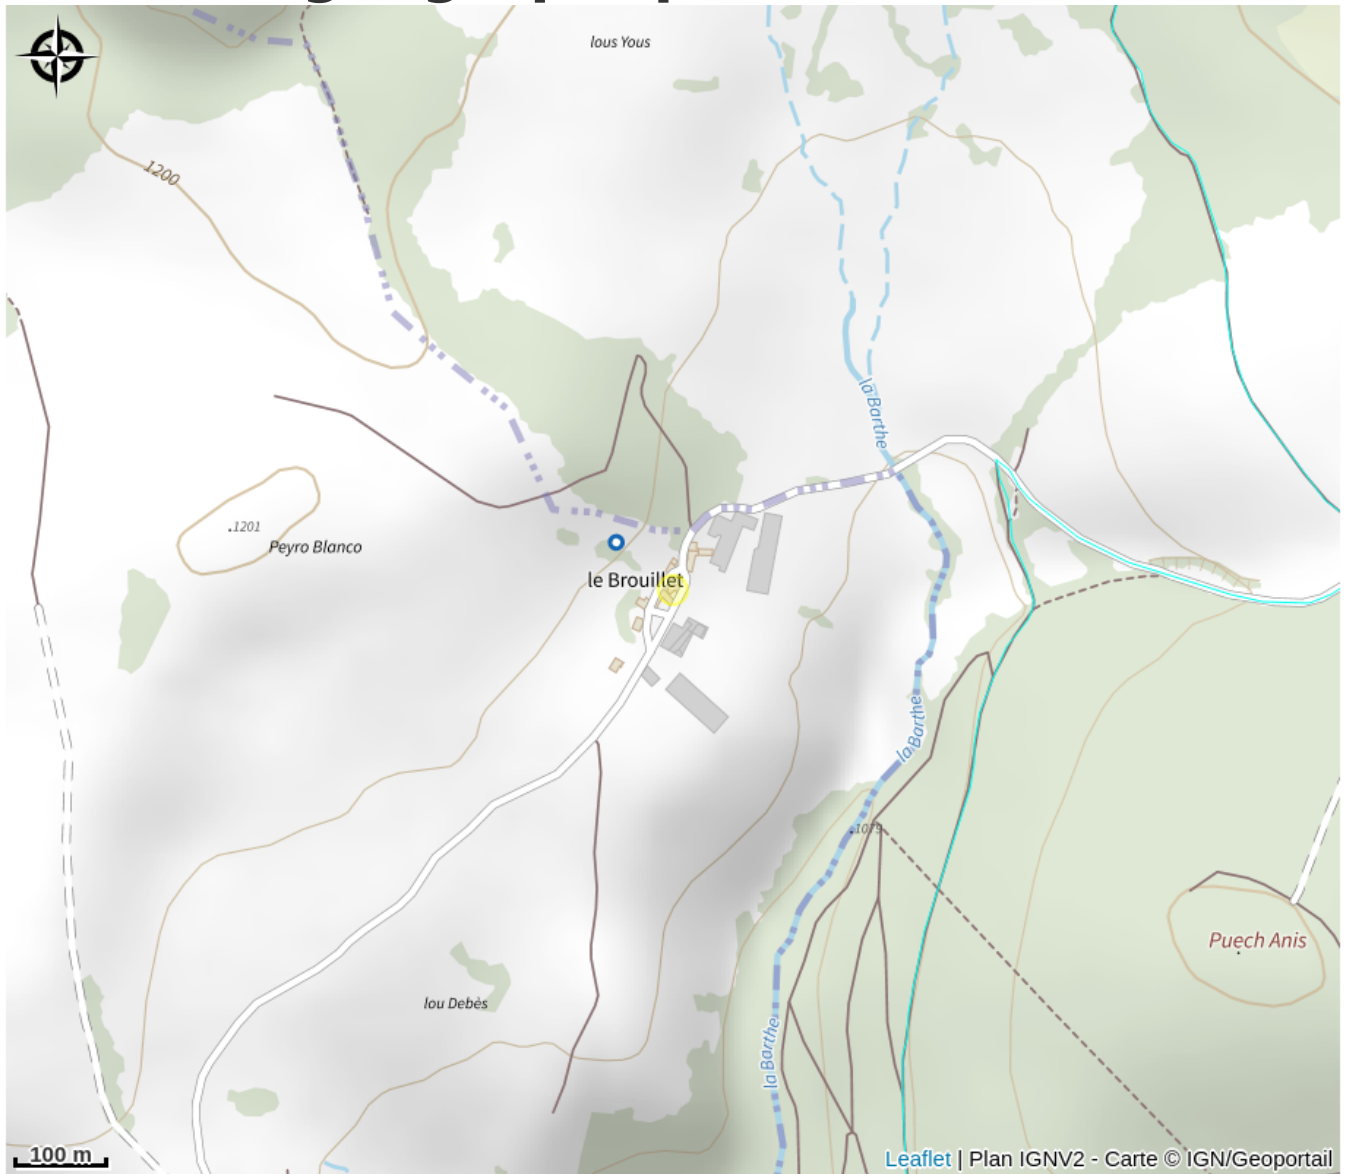 lous Yous
1200
la Barthe
1201
Peyro Blanco
le Brouillet
la Barthe
1079
Puech Anis
lou Debès
la Barthe
100 m
Leaflet | Plan IGNV2 - Carte © IGN/Geoportail